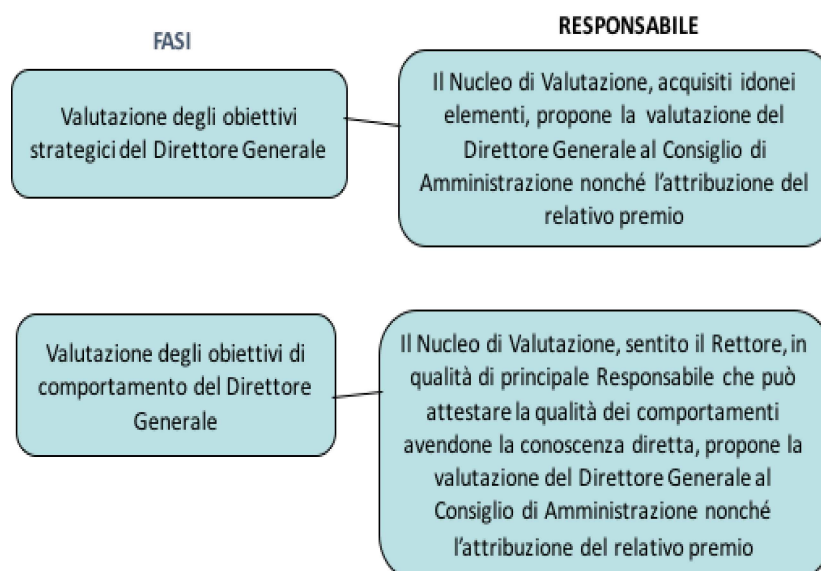 FASI
RESPONSABILE
Valutazione degli obiettivi
strategici del Direttore Generale
Il Nucleo di Valutazione, acquisiti idonei
elementi, propone la valutazione del
Direttore Generale al Consiglio di
Amministrazione nonché l'attribuzione del
relativo premio
Valutazione degli obiettivi di
comportamento del Direttore
Generale
Il Nucleo di Valutazione, sentito il Rettore, in
qualità di principale Responsabile che può
attestare la qualità dei comportamenti
avendone la conoscenza diretta, propone la
valutazione del Direttore Generale al
Consiglio di Amministrazione nonché
l'attribuzione del relativo premio